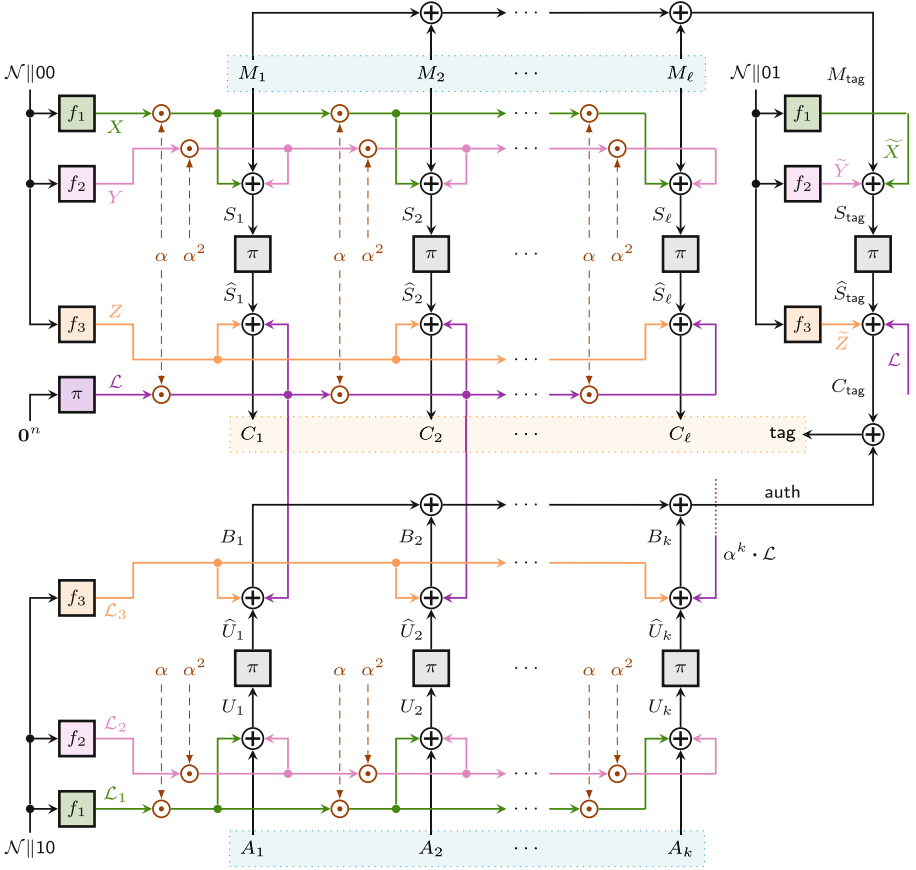 · · ·
𝒩∥00 M₁ M₂ · · · M_ℓ 𝒩∥01 M_tag
f₁ X · · · f₁ X̃
f₂ Y · · · f₂ Ỹ
S₁ S₂ S_ℓ S_tag
α α² π α α² π · · · α α² π π
Ŝ₁ Ŝ₂ Ŝ_ℓ Ŝ_tag
f₃ Z · · · f₃ Z̃
π ℒ · · · C_tag ℒ
0ⁿ C₁ C₂ · · · C_ℓ tag
· · · auth
B₁ B₂ B_k
· · · αᵏ · ℒ
f₃ ℒ₃
Û₁ Û₂ Û_k
α α² π α α² π · · · α α² π
U₁ U₂ U_k
f₂ ℒ₂ · · ·
f₁ ℒ₁ · · ·
𝒩∥10 A₁ A₂ · · · A_k